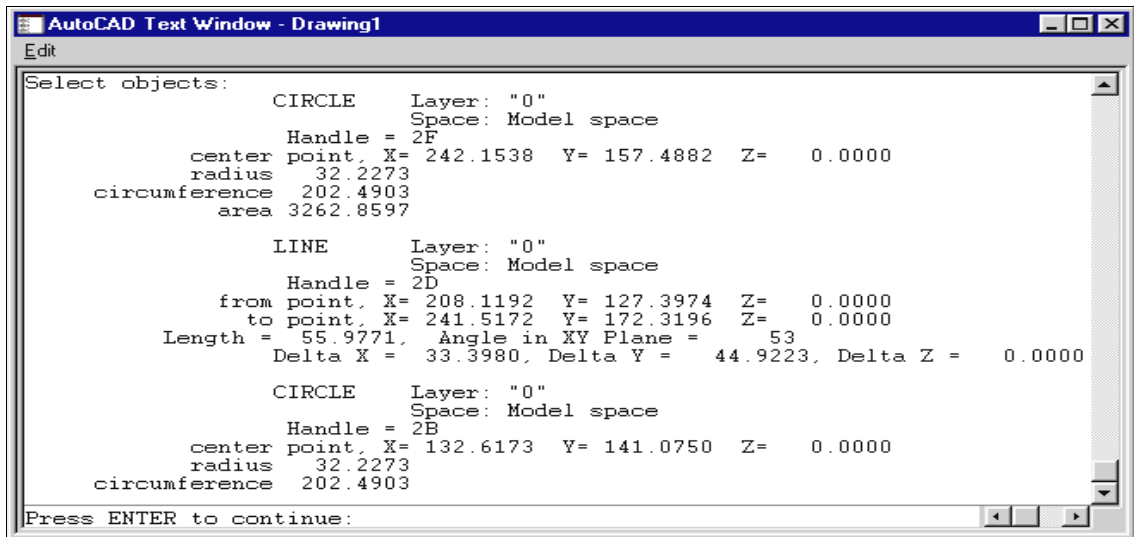 AutoCAD Text Window - Drawing1
Edit
Select objects:
CIRCLE Layer: "0"
Space: Model space
Handle = 2F
center point, X= 242.1538 Y= 157.4882 Z= 0.0000
radius 32.2273
circumference 202.4903
area 3262.8597
LINE Layer: "0"
Space: Model space
Handle = 2D
from point, X= 208.1192 Y= 127.3974 Z= 0.0000
to point, X= 241.5172 Y= 172.3196 Z= 0.0000
Length = 55.9771, Angle in XY Plane = 53
Delta X = 33.3980, Delta Y = 44.9223, Delta Z = 0.0000
CIRCLE Layer: "0"
Space: Model space
Handle = 2B
center point, X= 132.6173 Y= 141.0750 Z= 0.0000
radius 32.2273
circumference 202.4903
Press ENTER to continue: